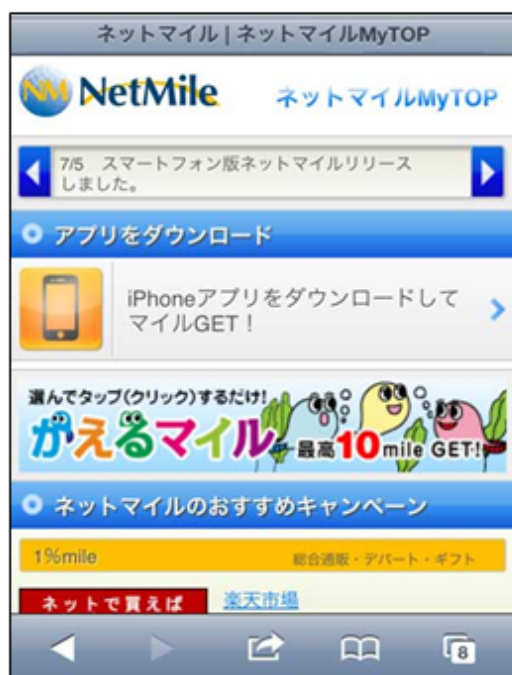 ネットマイル | ネットマイルMyTOP
NM NetMile ネットマイルMyTOP
7/5 スマートフォン版ネットマイルリリース
しました。
アプリをダウンロード
iPhoneアプリをダウンロードして
マイルGET！
選んでタップ(クリック)するだけ!
かえるマイル
最高10mile GET!
ネットマイルのおすすめキャンペーン
1%mile 総合通販・デパート・ギフト
ネットで買えば 楽天市場
8